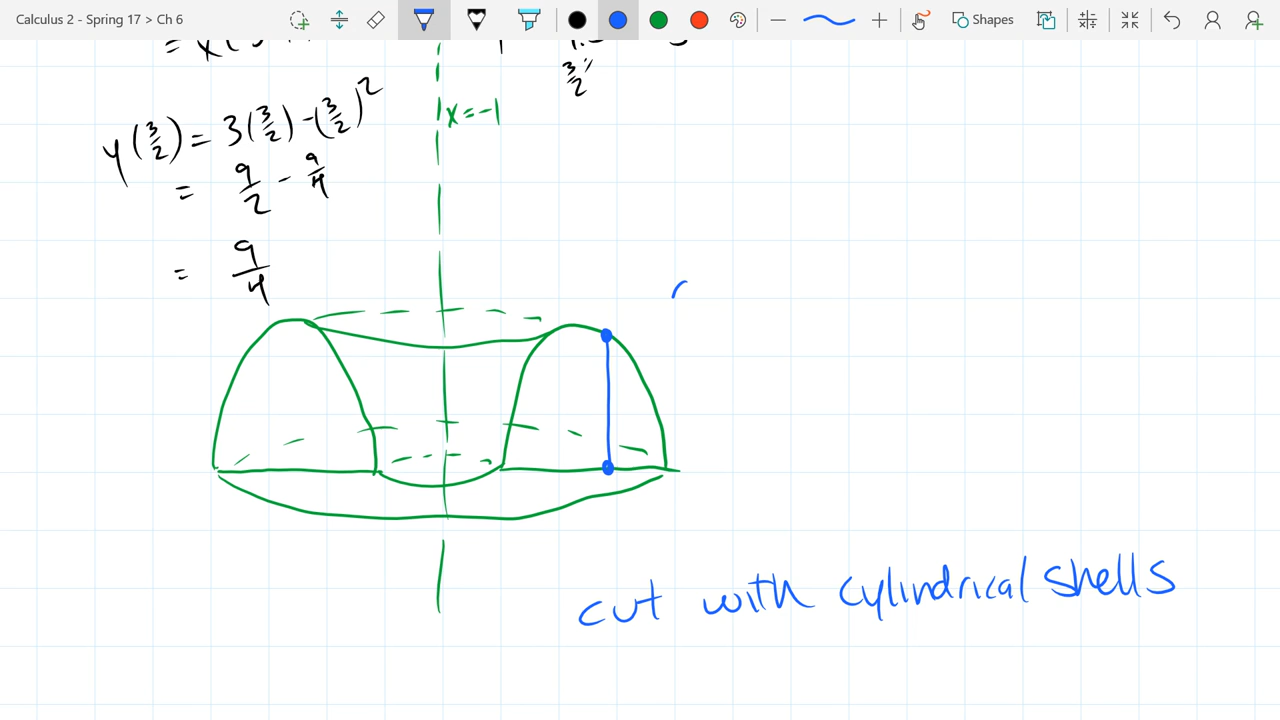 Calculus 2 - Spring 17 > Ch 6
Shapes
3/2
x = -1
y(3/2) = 3(3/2) - (3/2)^2
= 9/2 - 9/4
= 9/4
cut with cylindrical shells